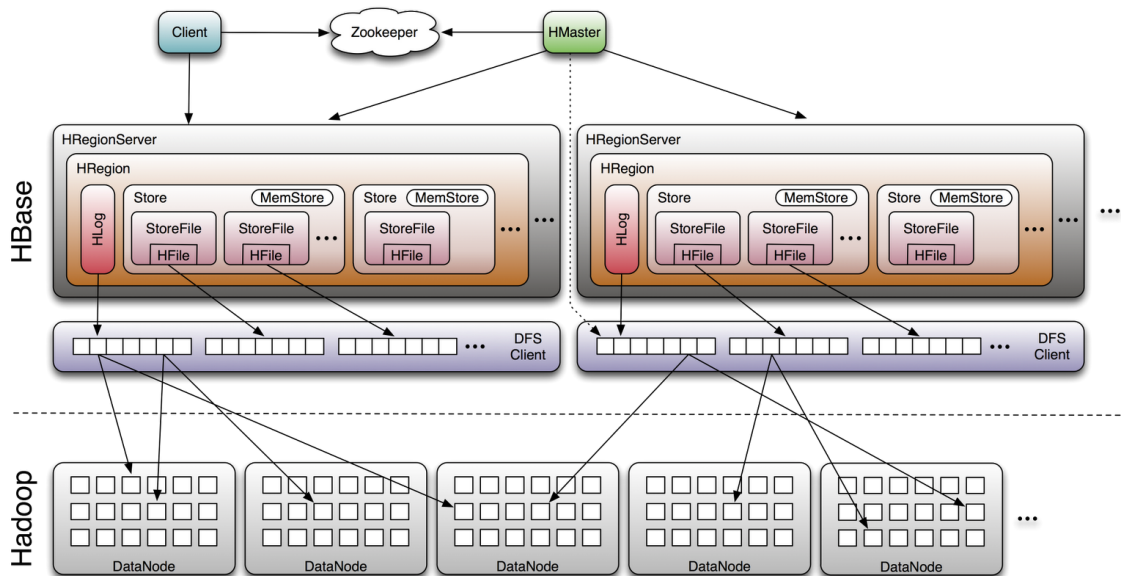 Client
Zookeeper
HMaster
HBase
HRegionServer
HRegion
HLog
Store
MemStore
StoreFile
HFile
StoreFile
HFile
...
Store
MemStore
StoreFile
HFile
...
...
DFS
Client
...
HRegionServer
HRegion
HLog
Store
MemStore
StoreFile
HFile
StoreFile
HFile
...
Store
MemStore
StoreFile
HFile
...
...
...
DFS
Client
...
Hadoop
DataNode
DataNode
DataNode
DataNode
DataNode
...